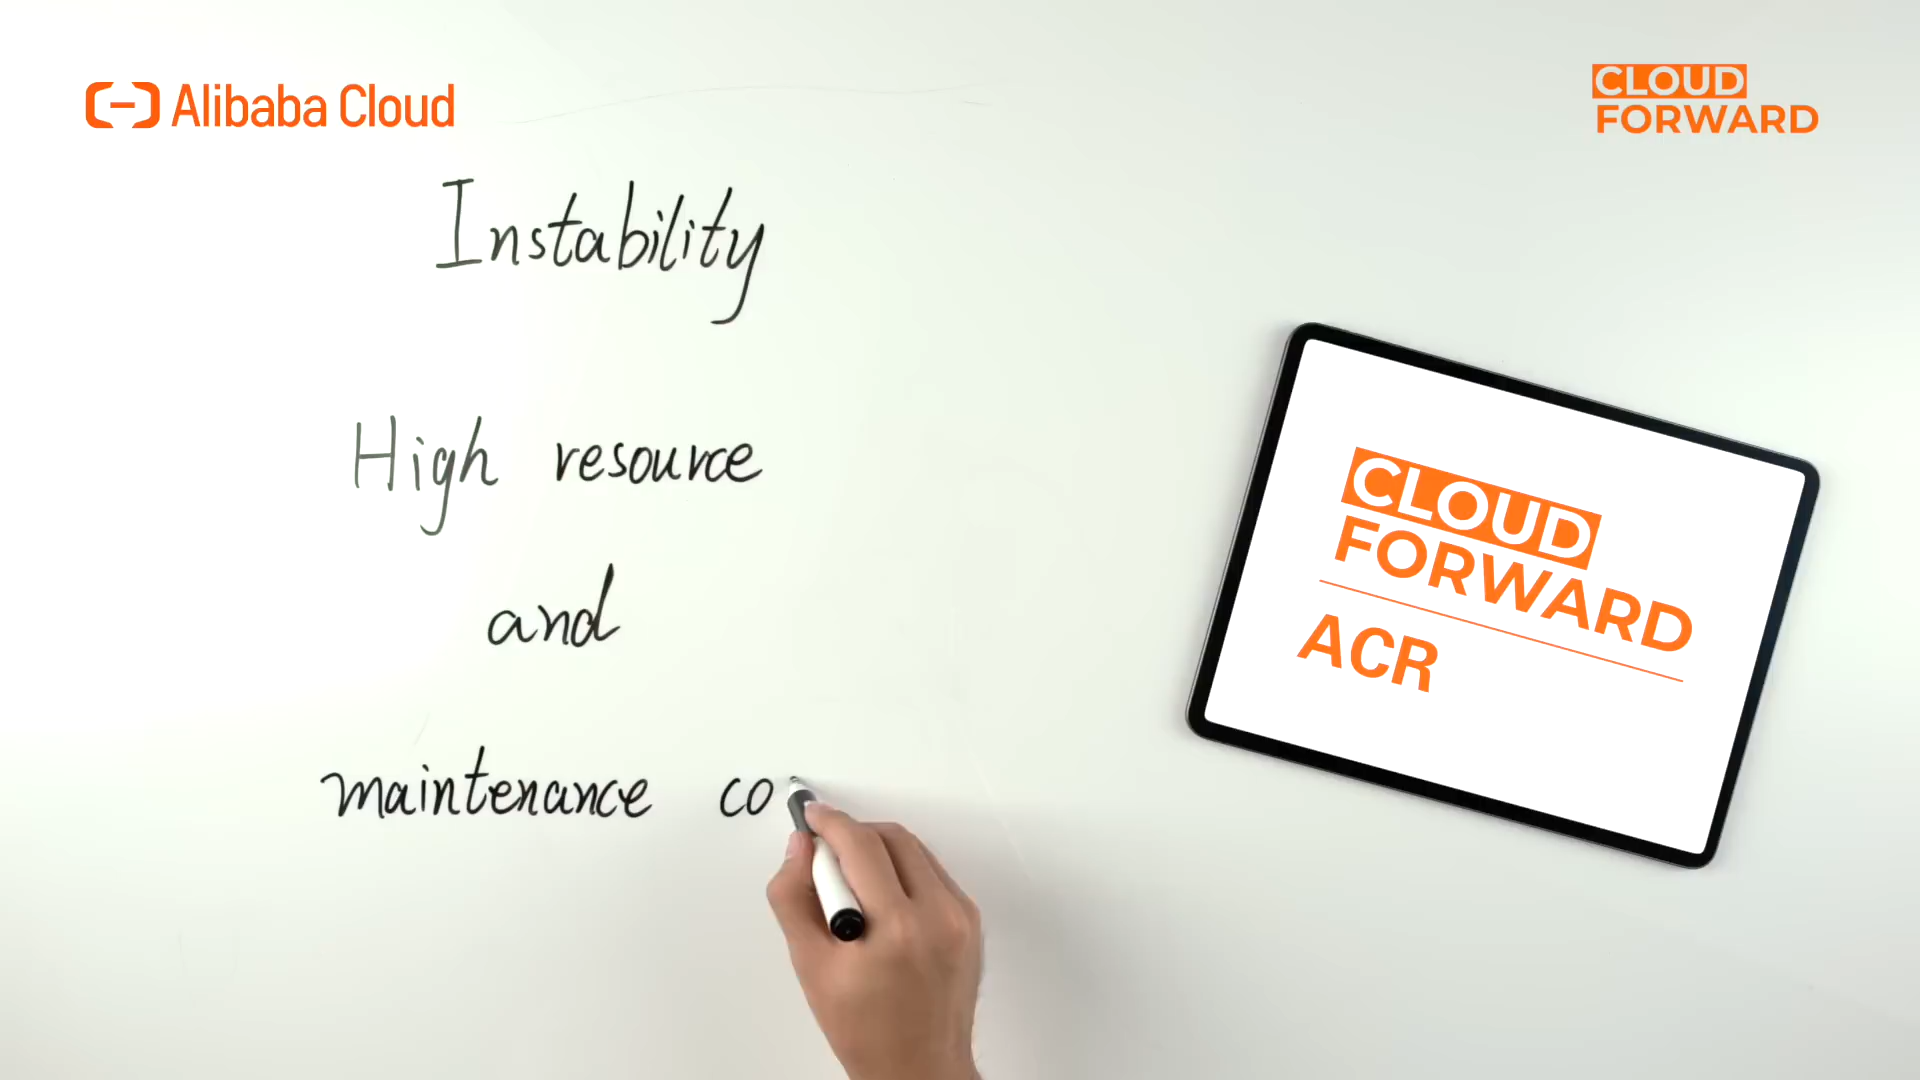 Alibaba Cloud
CLOUD
FORWARD
Instability
High resource
and
maintenance co
CLOUD
FORWARD
ACR